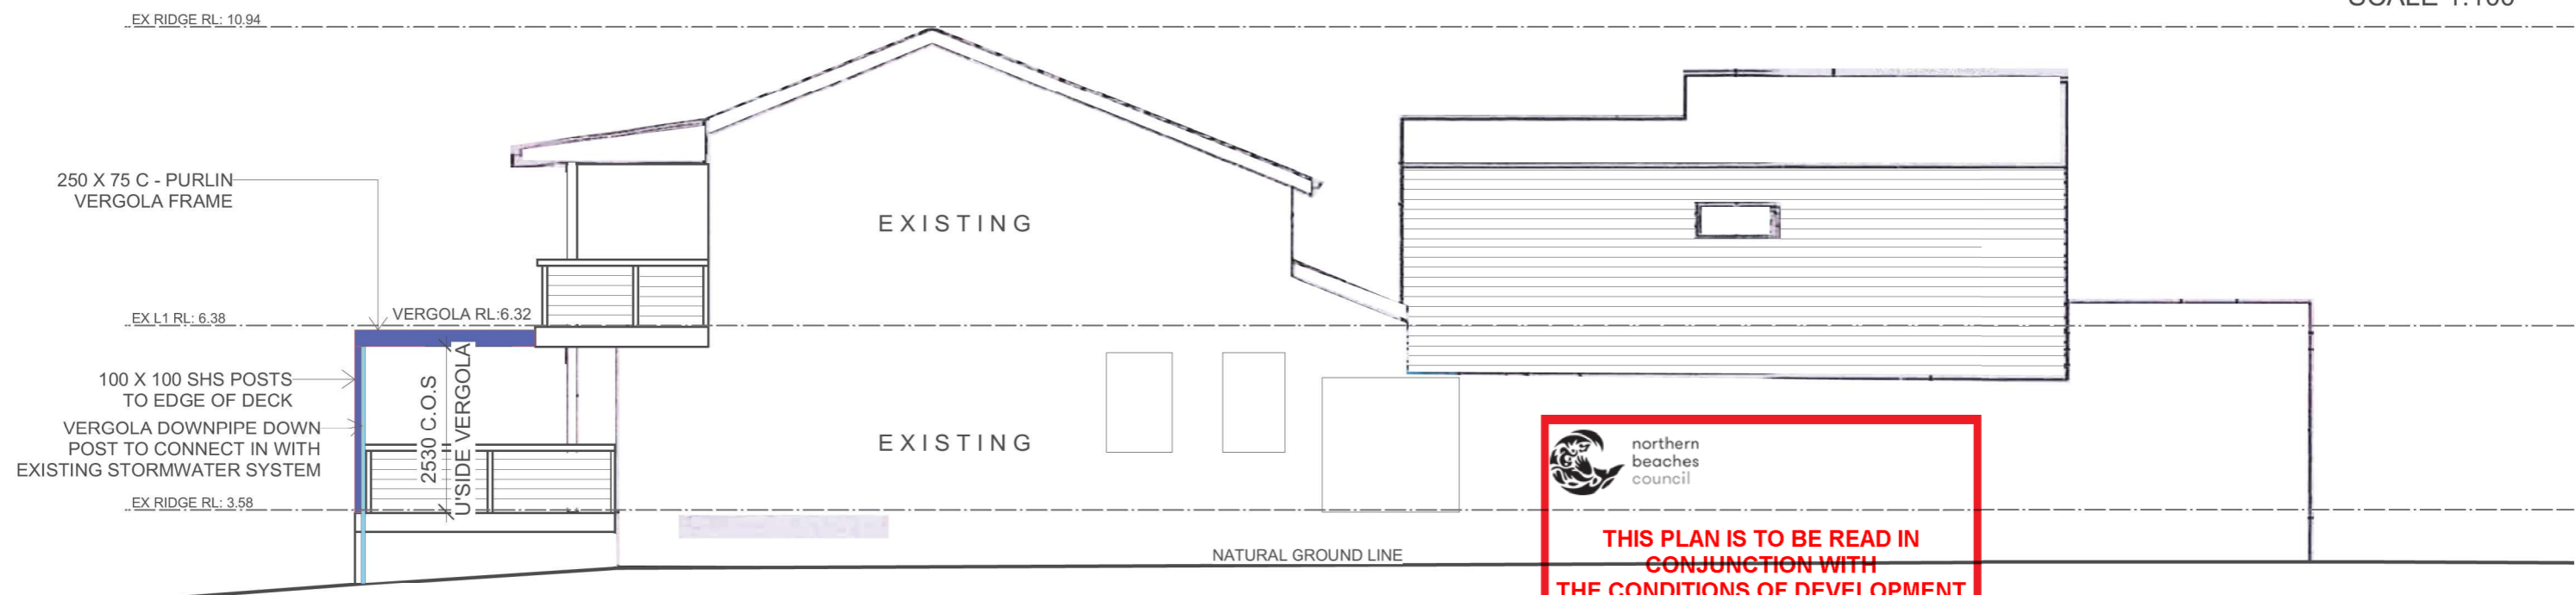 SCALE 1:100
EX RIDGE RL: 10.94
250 X 75 C - PURLIN
VERGOLA FRAME
EXISTING
VERGOLA RL:6.32
EX L1 RL: 6.38
100 X 100 SHS POSTS
TO EDGE OF DECK
VERGOLA DOWNPIPE DOWN
POST TO CONNECT IN WITH
EXISTING STORMWATER SYSTEM
2530 C.O.S
U'SIDE VERGOLA
EXISTING
EX RIDGE RL: 3.58
NATURAL GROUND LINE
northern
beaches
council
THIS PLAN IS TO BE READ IN
CONJUNCTION WITH
THE CONDITIONS OF DEVELOPMENT